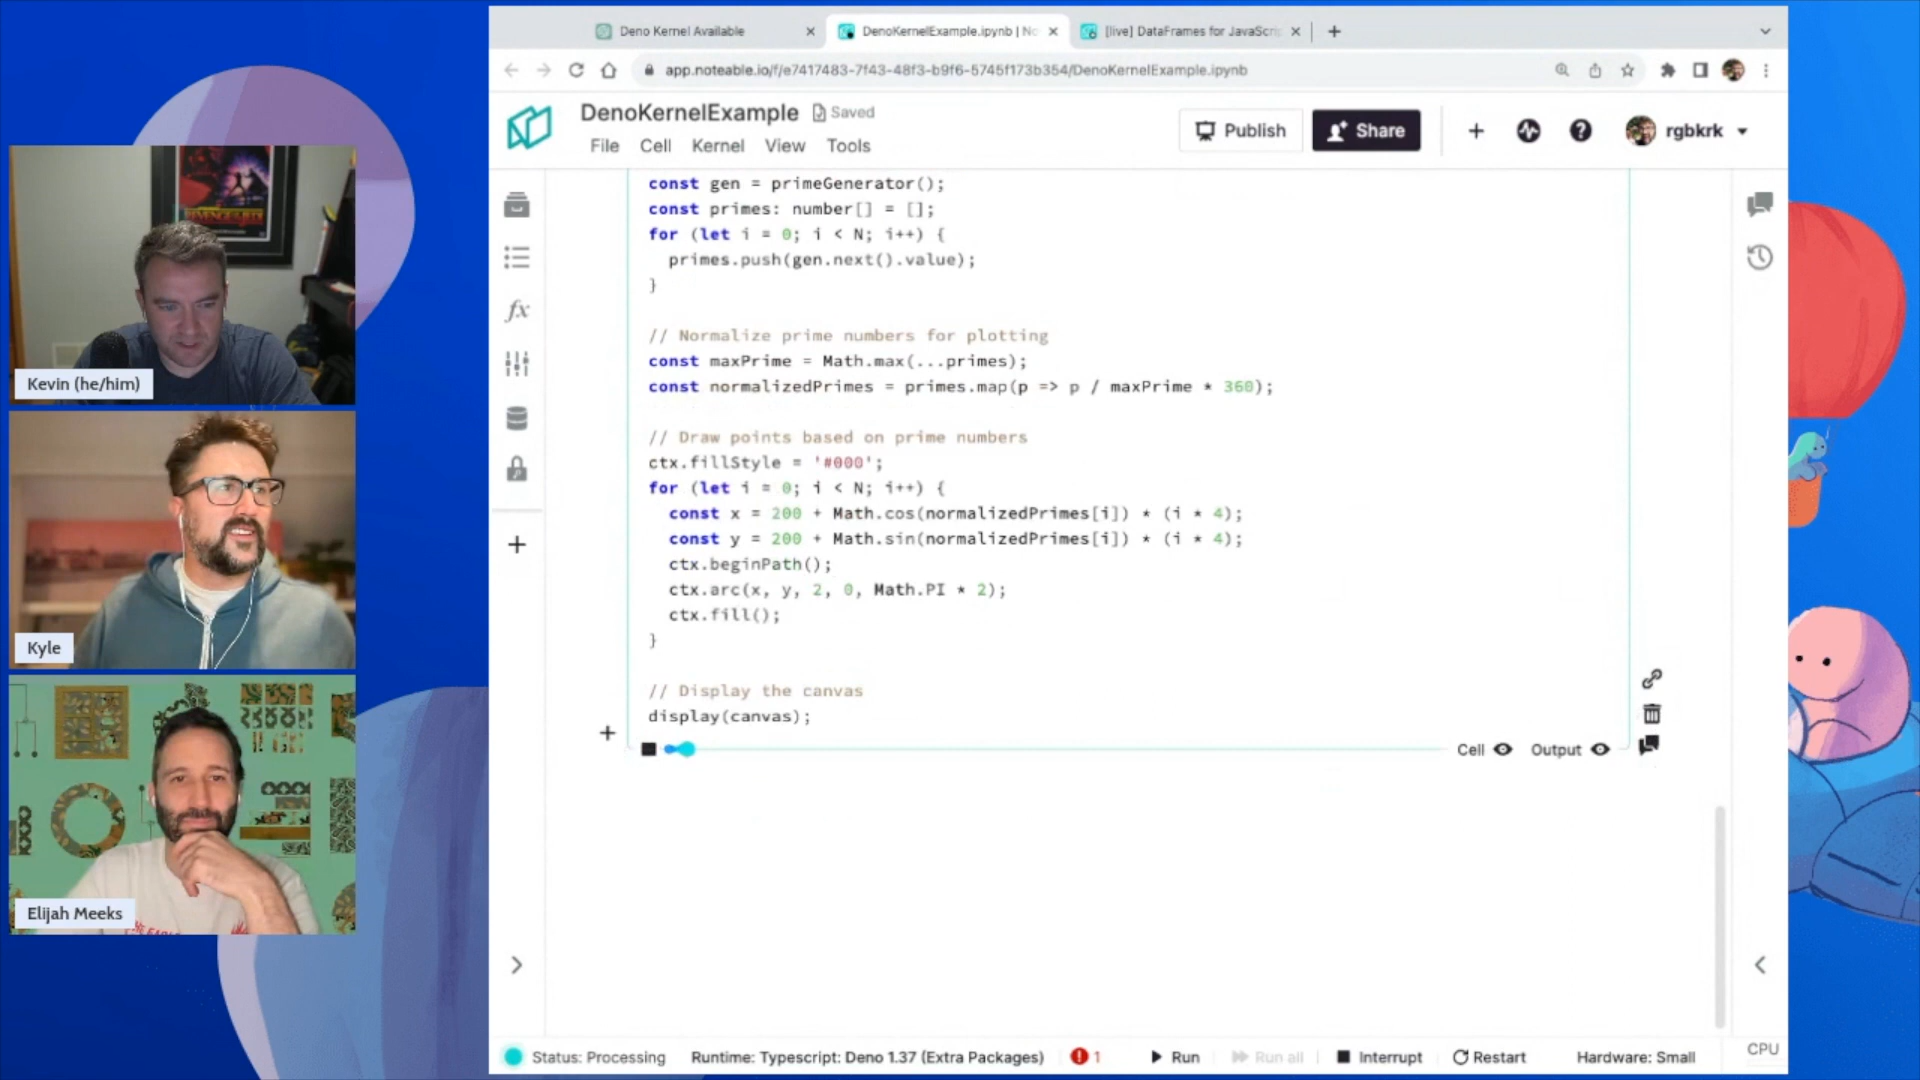 Deno Kernel Available
DenoKernelExample.ipynb | No
[live] DataFrames for JavaScri
app.noteable.io/f/e7417483-7f43-48f3-b9f6-5745f173b354/DenoKernelExample.ipynb
DenoKernelExample
Saved
File Cell Kernel View Tools
Publish
Share
rgbkrk
const gen = primeGenerator();
const primes: number[] = [];
for (let i = 0; i < N; i++) {
primes.push(gen.next().value);
}
// Normalize prime numbers for plotting
const maxPrime = Math.max(...primes);
const normalizedPrimes = primes.map(p => p / maxPrime * 360);
// Draw points based on prime numbers
ctx.fillStyle = '#000';
for (let i = 0; i < N; i++) {
const x = 200 + Math.cos(normalizedPrimes[i]) * (i * 4);
const y = 200 + Math.sin(normalizedPrimes[i]) * (i * 4);
ctx.beginPath();
ctx.arc(x, y, 2, 0, Math.PI * 2);
ctx.fill();
}
// Display the canvas
display(canvas);
Cell
Output
Status: Processing
Runtime: Typescript: Deno 1.37 (Extra Packages)
1
Run
Run all
Interrupt
Restart
Hardware: Small
CPU
fx
REVENGE OF THE JEDI
Kevin (he/him)
Kyle
Elijah Meeks